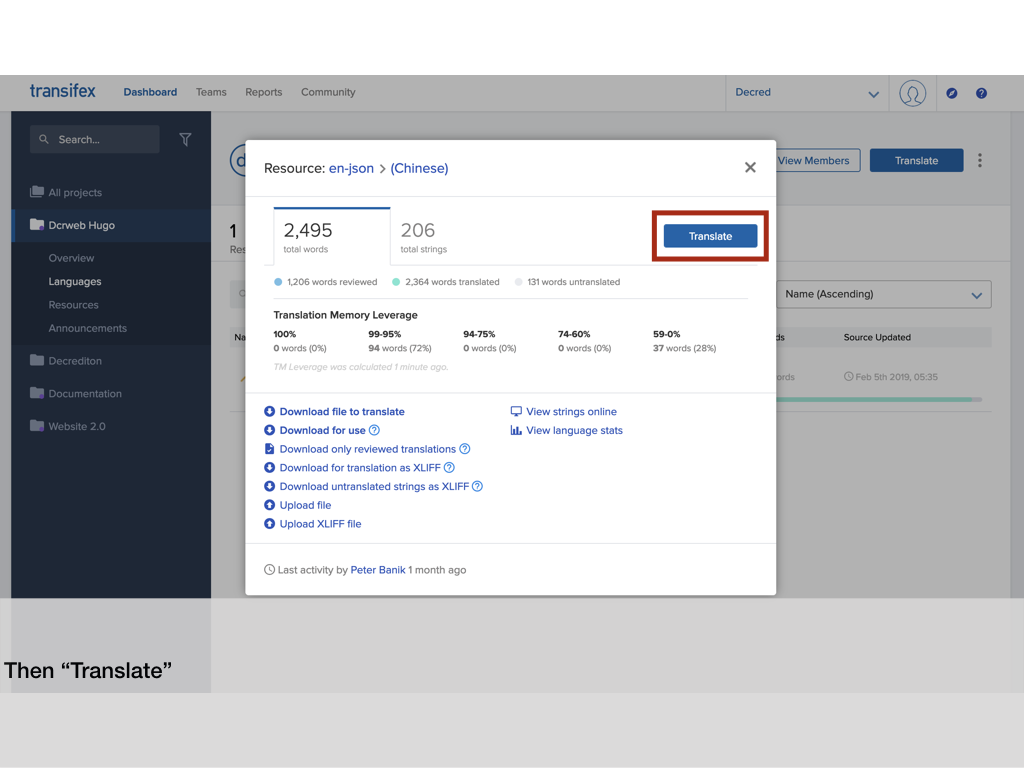 transifex Dashboard Teams Reports Community Decred
Search...
All projects
Dcrweb Hugo
Overview
Languages
Resources
Announcements
Decrediton
Documentation
Website 2.0
d
View Members Translate
1
Res
Name (Ascending)
Na ds Source Updated
ords Feb 5th 2019, 05:35
Resource: en-json > (Chinese)
2,495 206
total words total strings
Translate
1,206 words reviewed 2,364 words translated 131 words untranslated
Translation Memory Leverage
100% 99-95% 94-75% 74-60% 59-0%
0 words (0%) 94 words (72%) 0 words (0%) 0 words (0%) 37 words (28%)
TM Leverage was calculated 1 minute ago.
Download file to translate View strings online
Download for use View language stats
Download only reviewed translations
Download for translation as XLIFF
Download untranslated strings as XLIFF
Upload file
Upload XLIFF file
Last activity by Peter Banik 1 month ago
Then “Translate”